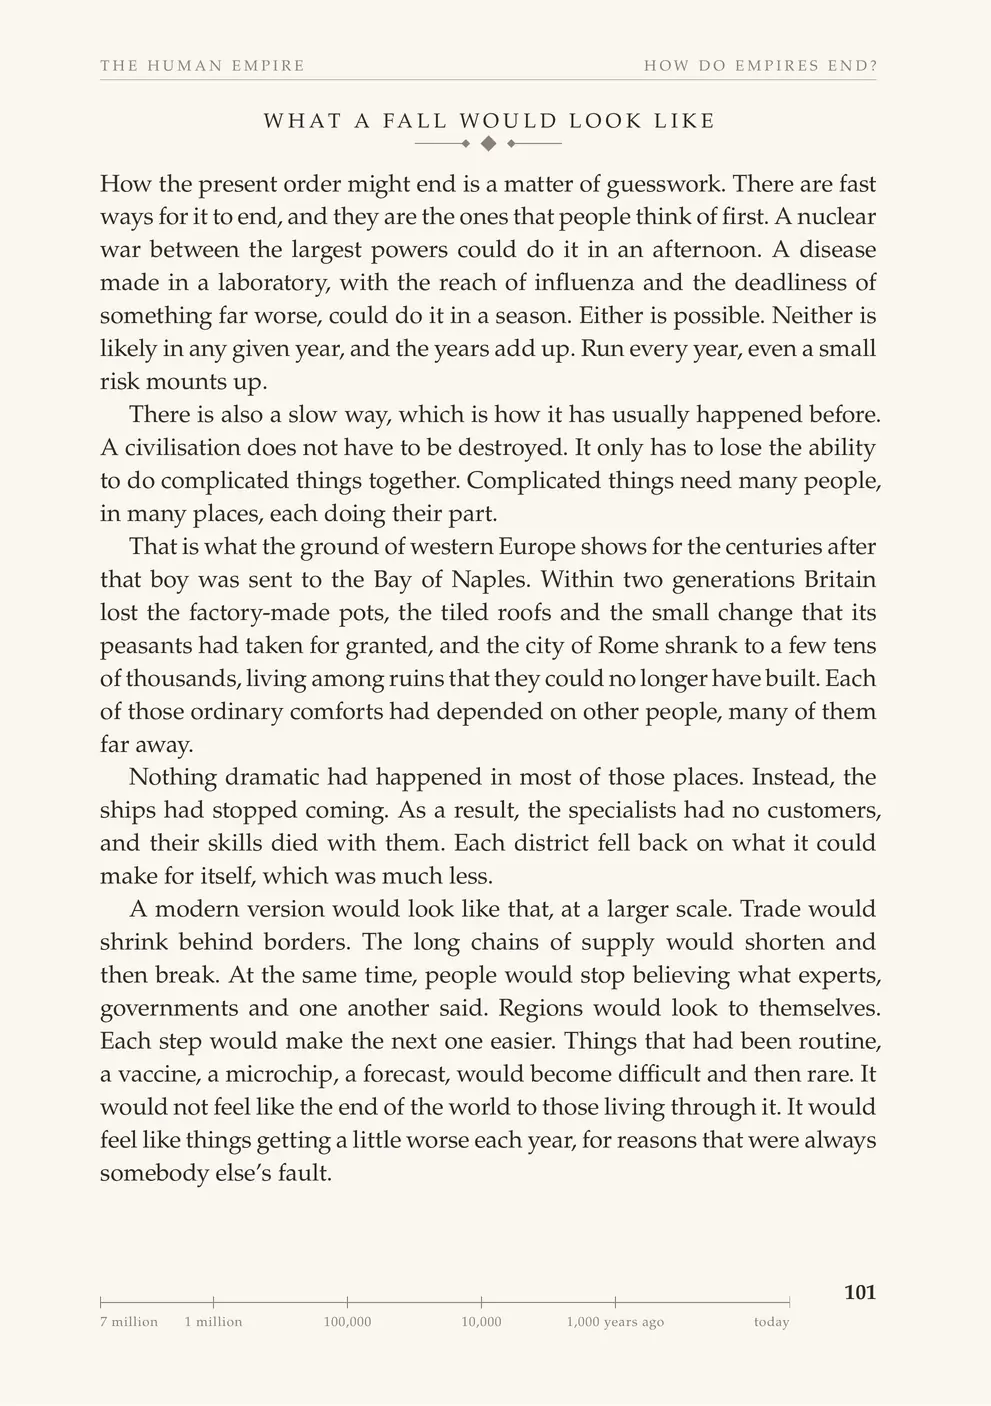 THE HUMAN EMPIRE
HOW DO EMPIRES END?
WHAT A FALL WOULD LOOK LIKE
How the present order might end is a matter of guesswork. There are fast
ways for it to end, and they are the ones that people think of first. A nuclear
war between the largest powers could do it in an afternoon. A disease
made in a laboratory, with the reach of influenza and the deadliness of
something far worse, could do it in a season. Either is possible. Neither is
likely in any given year, and the years add up. Run every year, even a small
risk mounts up.
There is also a slow way, which is how it has usually happened before.
A civilisation does not have to be destroyed. It only has to lose the ability
to do complicated things together. Complicated things need many people,
in many places, each doing their part.
That is what the ground of western Europe shows for the centuries after
that boy was sent to the Bay of Naples. Within two generations Britain
lost the factory-made pots, the tiled roofs and the small change that its
peasants had taken for granted, and the city of Rome shrank to a few tens
of thousands, living among ruins that they could no longer have built. Each
of those ordinary comforts had depended on other people, many of them
far away.
Nothing dramatic had happened in most of those places. Instead, the
ships had stopped coming. As a result, the specialists had no customers,
and their skills died with them. Each district fell back on what it could
make for itself, which was much less.
A modern version would look like that, at a larger scale. Trade would
shrink behind borders. The long chains of supply would shorten and
then break. At the same time, people would stop believing what experts,
governments and one another said. Regions would look to themselves.
Each step would make the next one easier. Things that had been routine,
a vaccine, a microchip, a forecast, would become difficult and then rare. It
would not feel like the end of the world to those living through it. It would
feel like things getting a little worse each year, for reasons that were always
somebody else’s fault.
101
7 million 1 million 100,000 10,000 1,000 years ago today